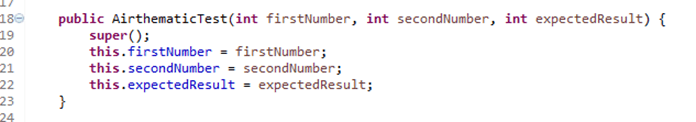 17
18 public AirthematicTest(int firstNumber, int secondNumber, int expectedResult) {
19 super();
20 this.firstNumber = firstNumber;
21 this.secondNumber = secondNumber;
22 this.expectedResult = expectedResult;
23 }
24